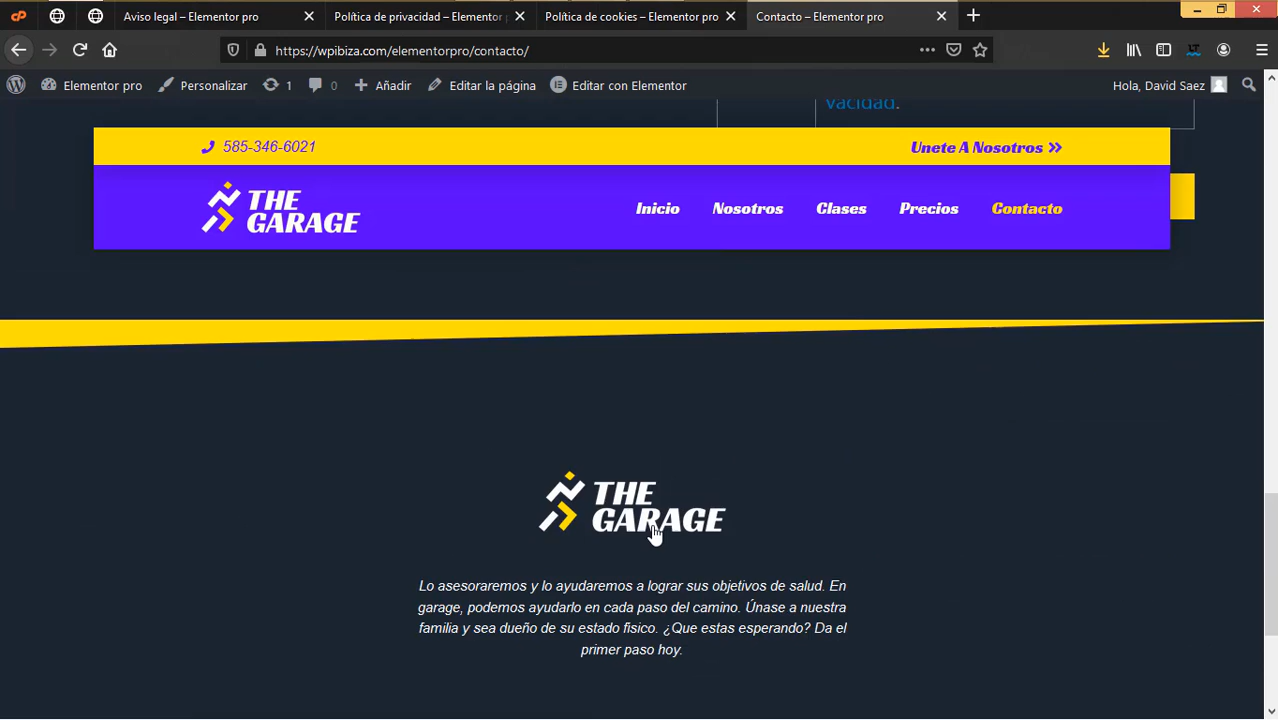 Aviso legal – Elementor pro
Política de privacidad – Elementor p
Política de cookies – Elementor pro
Contacto – Elementor pro
https://wpibiza.com/elementorpro/contacto/
Elementor pro
Personalizar
1
0
Añadir
Editar la página
Editar con Elementor
Hola, David Saez
vacidad.
585-346-6021
Unete A Nosotros
THE
GARAGE
Inicio
Nosotros
Clases
Precios
Contacto
THE
GARAGE
Lo asesoraremos y lo ayudaremos a lograr sus objetivos de salud. En
garage, podemos ayudarlo en cada paso del camino. Únase a nuestra
familia y sea dueño de su estado físico. ¿Que estas esperando? Da el
primer paso hoy.